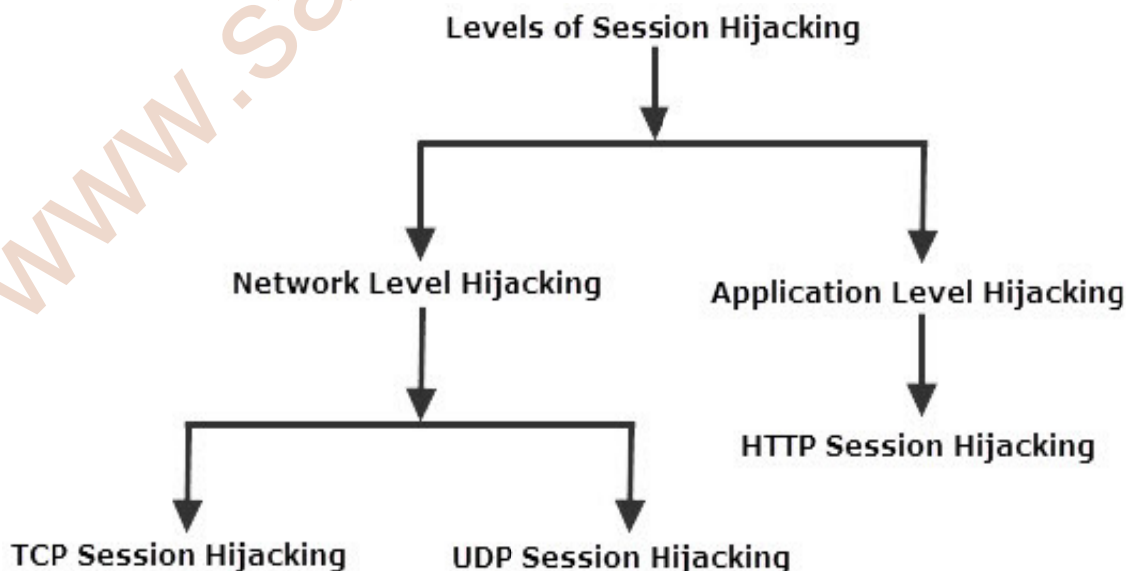 www.sa
Levels of Session Hijacking
Network Level Hijacking
Application Level Hijacking
HTTP Session Hijacking
TCP Session Hijacking
UDP Session Hijacking